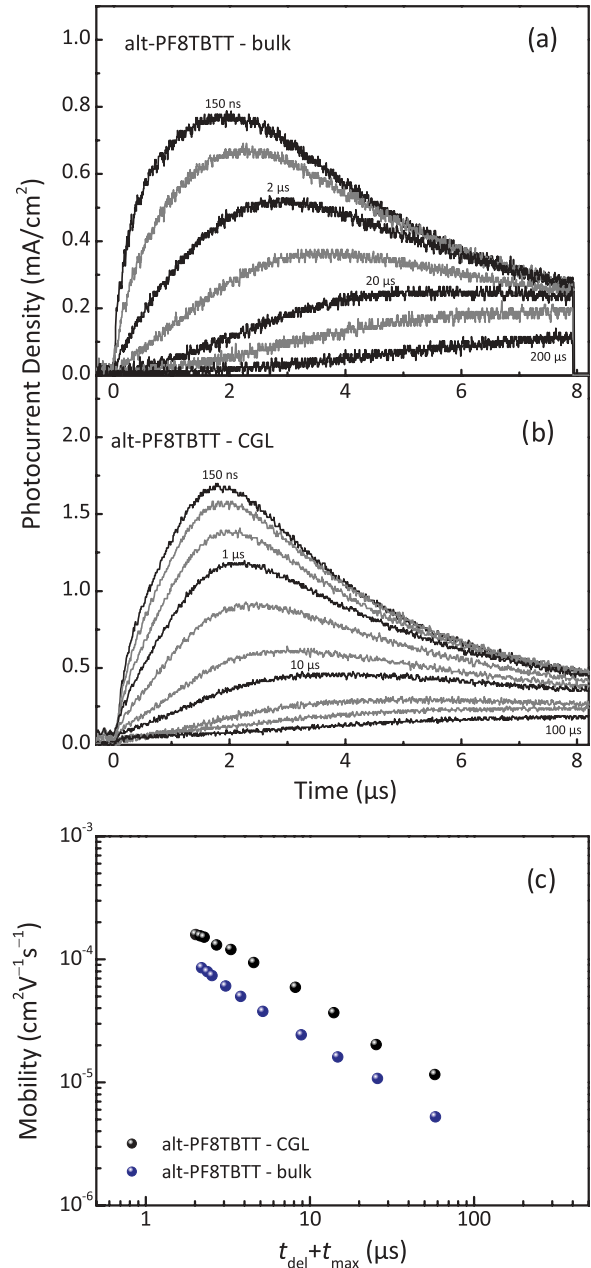 alt-PF8TBTT - bulk
(a)
1.0
0.8
0.6
0.4
0.2
0.0
150 ns
2 µs
20 µs
200 µs
0
2
4
6
8
Photocurrent Density (mA/cm²)
alt-PF8TBTT - CGL
(b)
2.0
1.5
1.0
0.5
0.0
150 ns
1 µs
10 µs
100 µs
0
2
4
6
8
Time (µs)
(c)
10⁻³
10⁻⁴
10⁻⁵
10⁻⁶
Mobility (cm²V⁻¹s⁻¹)
alt-PF8TBTT - CGL
alt-PF8TBTT - bulk
1
10
100
t_del+t_max (µs)